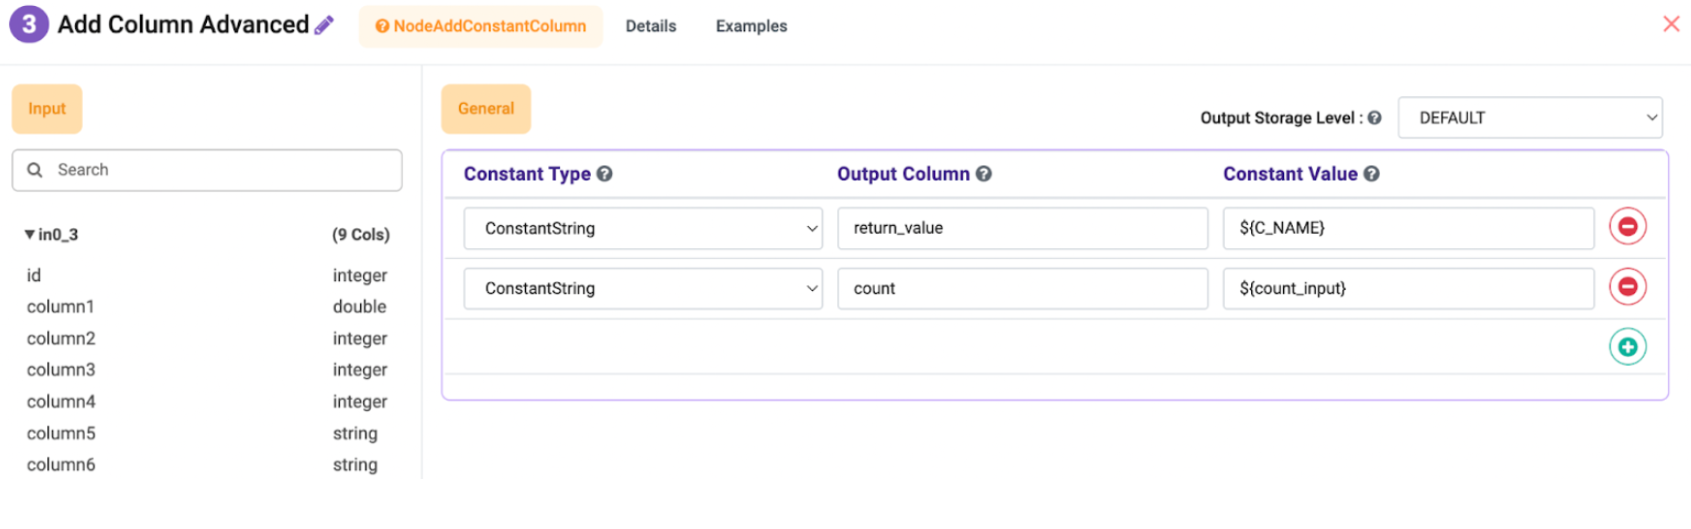 3 Add Column Advanced NodeAddConstantColumn Details Examples
Input
Search
in0_3 (9 Cols)
id integer
column1 double
column2 integer
column3 integer
column4 integer
column5 string
column6 string
General
Output Storage Level : DEFAULT
Constant Type Output Column Constant Value
ConstantString return_value ${C_NAME}
ConstantString count ${count_input}